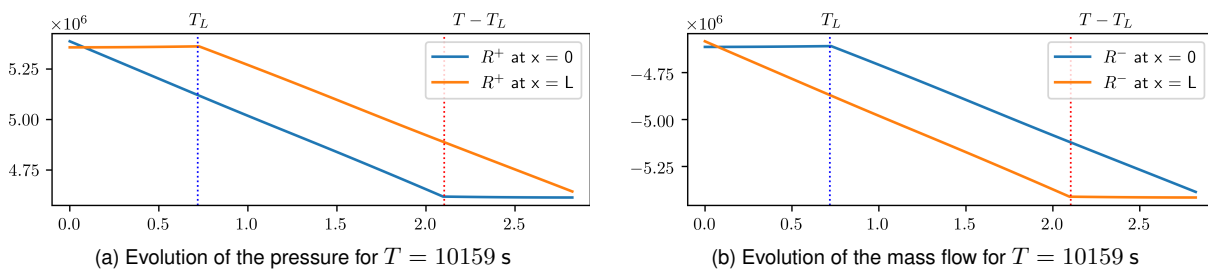 $T_L$ $T - T_L$
$\times 10^6$
5.25
5.00
4.75
$R^+$ at x = 0
$R^+$ at x = L
0.0 0.5 1.0 1.5 2.0 2.5
(a) Evolution of the pressure for $T = 10159$ s
$T_L$ $T - T_L$
$\times 10^6$
−4.75
−5.00
−5.25
$R^-$ at x = 0
$R^-$ at x = L
0.0 0.5 1.0 1.5 2.0 2.5
(b) Evolution of the mass flow for $T = 10159$ s